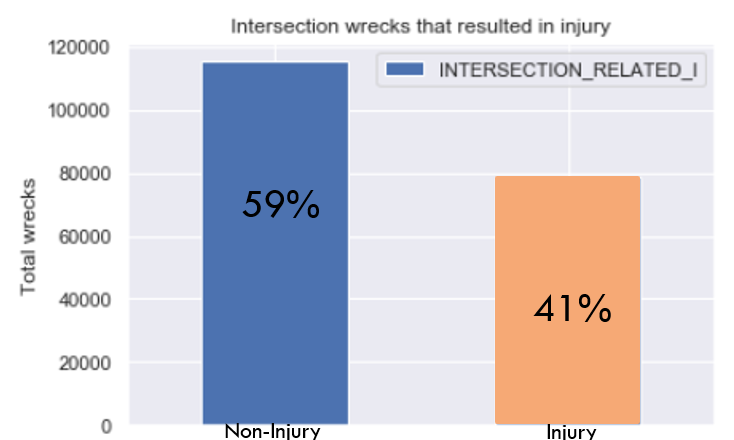 Intersection wrecks that resulted in injury
INTERSECTION_RELATED_I
Total wrecks
120000
100000
80000
60000
40000
20000
0
59%
41%
Non-Injury
Injury